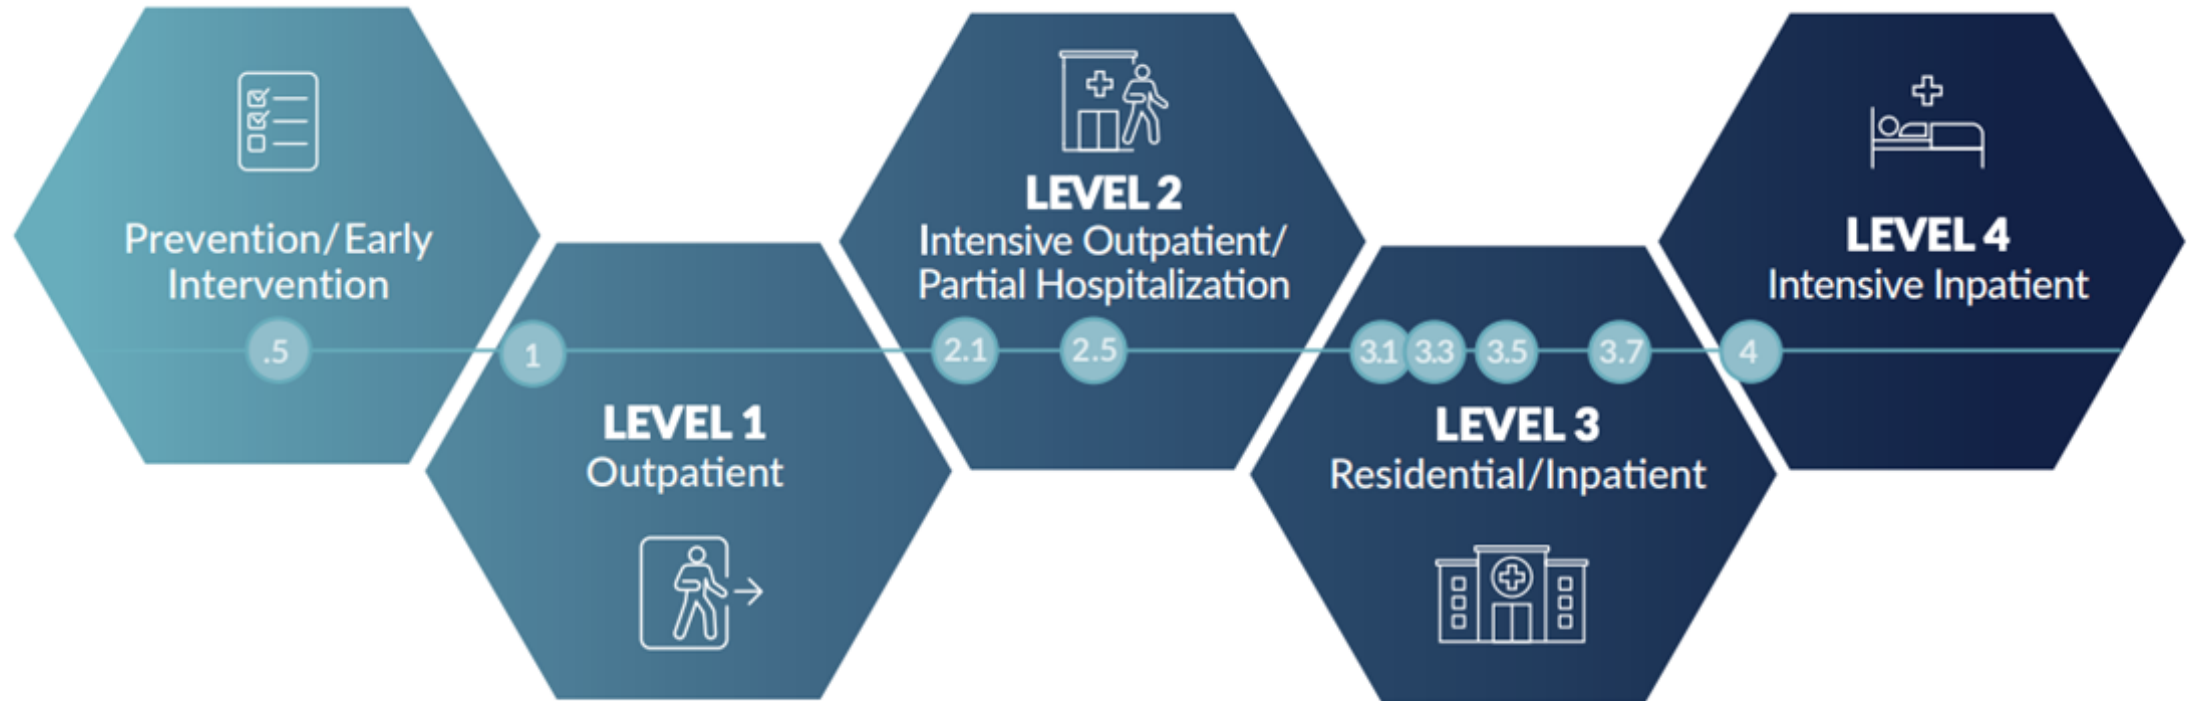 Prevention/Early
Intervention
.5
1
LEVEL 1
Outpatient
LEVEL 2
Intensive Outpatient/
Partial Hospitalization
2.1
2.5
3.1
3.3
3.5
3.7
LEVEL 3
Residential/Inpatient
LEVEL 4
Intensive Inpatient
4